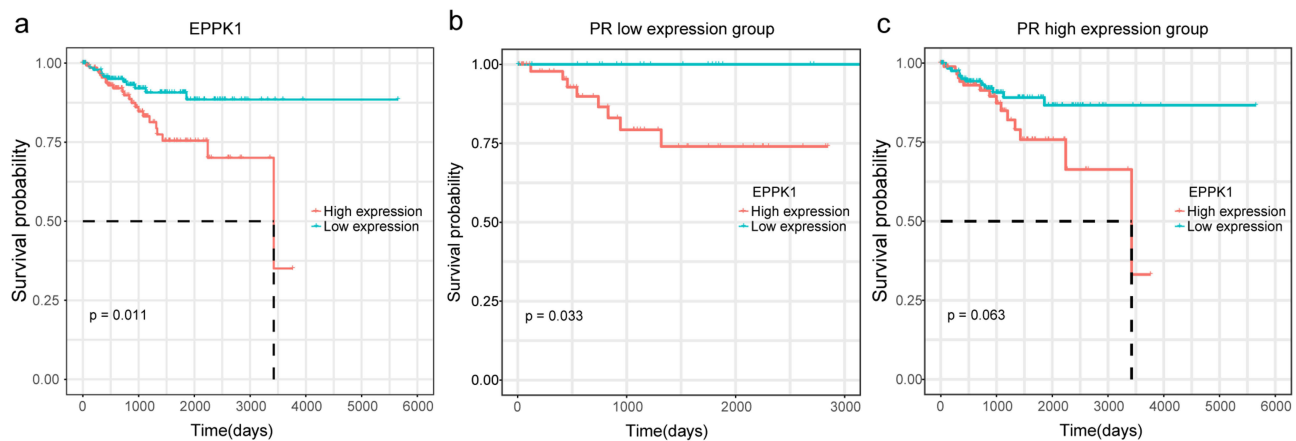 a
EPPK1
Survival probability
1.00
0.75
0.50
0.25
0.00
High expression
Low expression
p = 0.011
0 1000 2000 3000 4000 5000 6000
Time(days)
b
PR low expression group
Survival probability
1.00
0.75
0.50
0.25
0.00
EPPK1
High expression
Low expression
p = 0.033
0 1000 2000 3000
Time(days)
c
PR high expression group
Survival probability
1.00
0.75
0.50
0.25
0.00
EPPK1
High expression
Low expression
p = 0.063
0 1000 2000 3000 4000 5000 6000
Time(days)